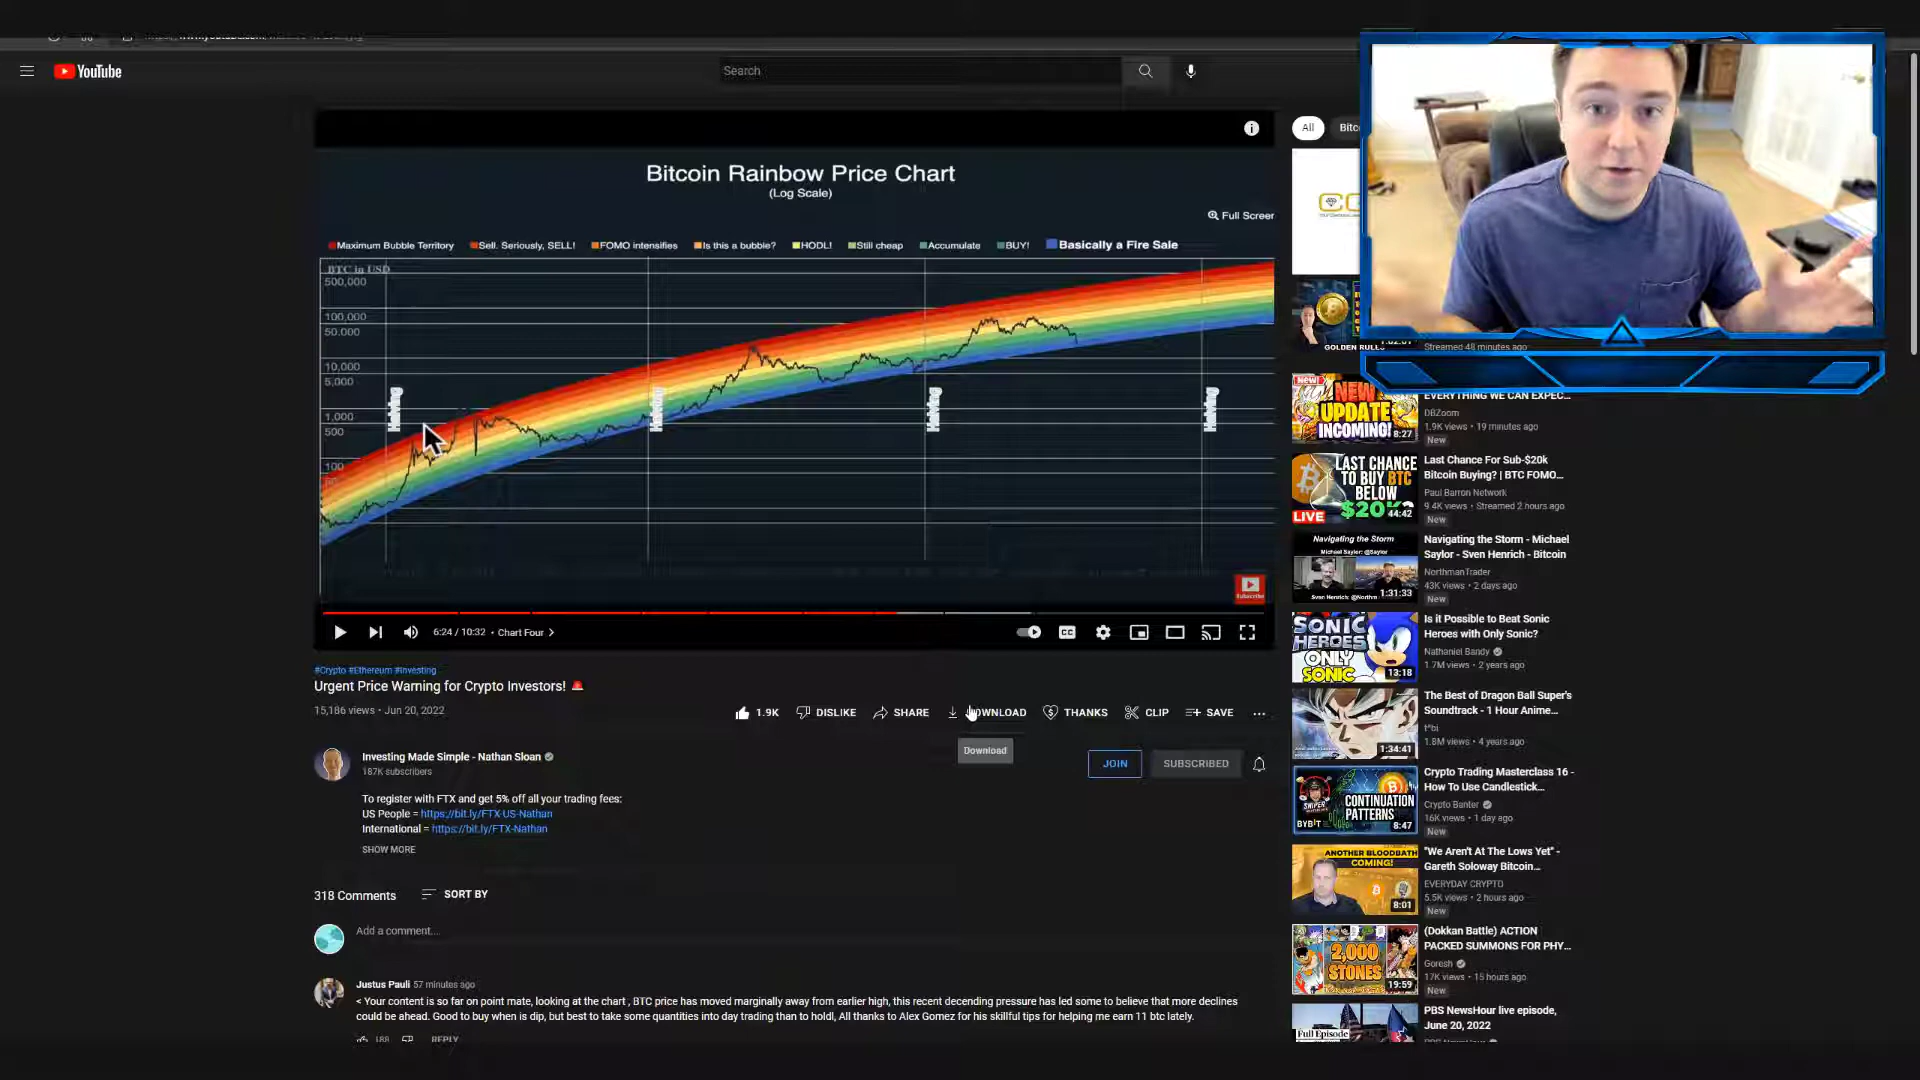 YouTube
Search
All
Bitcoin Rainbow Price Chart
(Log Scale)
Full Screen
Maximum Bubble Territory
Sell. Seriously, SELL!
FOMO intensifies
Is this a bubble?
HODL!
Still cheap
Accumulate
BUY!
Basically a Fire Sale
BTC in USD
500,000
100,000
50,000
10,000
5,000
1,000
500
100
Halving
Halving
Halving
Halving
Subscribe
6:24 / 10:32 • Chart Four
CC
#Crypto #Ethereum #Investing
Urgent Price Warning for Crypto Investors!
15,186 views • Jun 20, 2022
1.9K
DISLIKE
SHARE
DOWNLOAD
THANKS
CLIP
SAVE
Download
Investing Made Simple - Nathan Sloan
187K subscribers
JOIN
SUBSCRIBED
To register with FTX and get 5% off all your trading fees:
US People = https://bit.ly/FTX-US-Nathan
International = https://bit.ly/FTX-Nathan
SHOW MORE
318 Comments
SORT BY
Add a comment...
Justus Pauli 57 minutes ago
< Your content is so far on point mate, looking at the chart , BTC price has moved marginally away from earlier high, this recent decending pressure has led some to believe that more declines
could be ahead. Good to buy when is dip, but best to take some quantities into day trading than to holdl, All thanks to Alex Gomez for his skillful tips for helping me earn 11 btc lately.
188
REPLY
GOLDEN RULES
1:02:01
Streamed 48 minutes ago
New!
NEW
UPDATE
INCOMING!
8:27
EVERYTHING WE CAN EXPEC...
DBZoom
1.9K views • 19 minutes ago
New
LAST CHANCE
TO BUY BTC
BELOW
$20K
LIVE
44:42
Last Chance For Sub-$20k
Bitcoin Buying? | BTC FOMO...
Paul Barron Network
9.4K views • Streamed 2 hours ago
New
Navigating the Storm
Michael Saylor: @Saylor
1:31:33
Navigating the Storm - Michael
Saylor - Sven Henrich - Bitcoin
NorthmanTrader
43K views • 2 days ago
New
SONIC
HEROES
ONLY
SONIC
13:18
Is it Possible to Beat Sonic
Heroes with Only Sonic?
Nathaniel Bandy
1.7M views • 2 years ago
1:34:41
The Best of Dragon Ball Super's
Soundtrack - 1 Hour Anime...
1.8M views • 4 years ago
SNIPER
BYBIT
CONTINUATION
PATTERNS
8:47
Crypto Trading Masterclass 16 -
How To Use Candlestick...
Crypto Banter
16K views • 1 day ago
New
ANOTHER BLOODBATH
COMING!
8:01
"We Aren't At The Lows Yet" -
Gareth Soloway Bitcoin...
EVERYDAY CRYPTO
5.5K views • 2 hours ago
New
2,000
STONES
19:59
(Dokkan Battle) ACTION
PACKED SUMMONS FOR PHY...
Goresh
17K views • 15 hours ago
New
Full Episode
PBS NewsHour live episode,
June 20, 2022